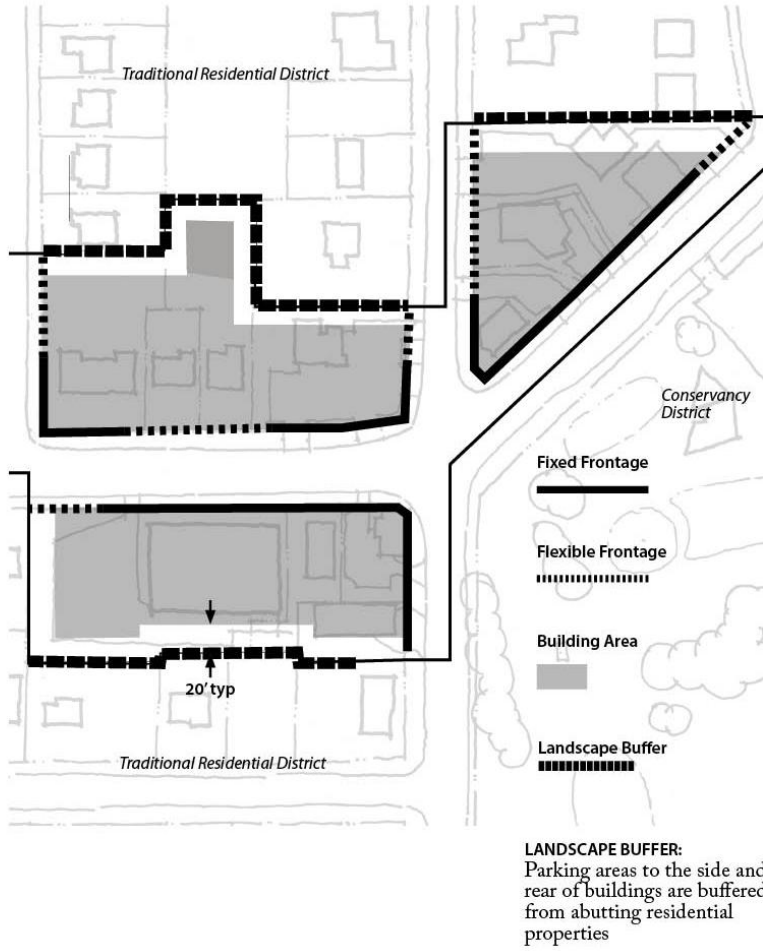 Traditional Residential District
Conservancy
District
Fixed Frontage
Flexible Frontage
Building Area
20' typ
Landscape Buffer
Traditional Residential District
LANDSCAPE BUFFER:
Parking areas to the side and
rear of buildings are buffered
from abutting residential
properties